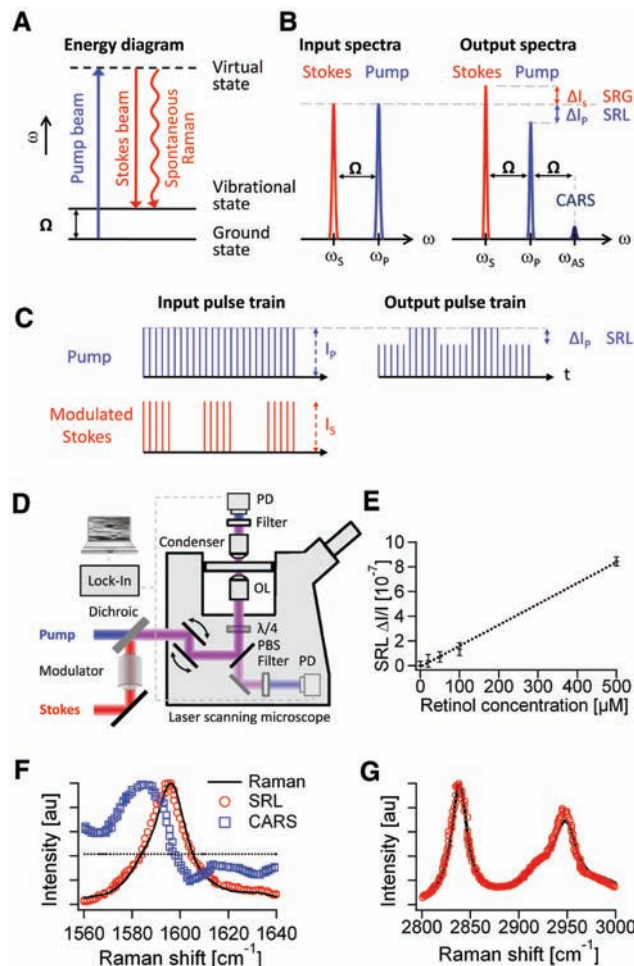 A
Energy diagram
Virtual
state
ω
Pump beam
Stokes beam
Spontaneous
Raman
Vibrational
state
Ω
Ground
state
B
Input spectra
Output spectra
Stokes Pump
Stokes Pump
ΔIs SRG
ΔIP SRL
Ω
Ω
Ω
CARS
ωS
ωP
ω
ωS
ωP
ωAS
ω
C
Input pulse train
Output pulse train
Pump
IP
ΔIP SRL
t
Modulated
Stokes
IS
D
PD
Filter
Condenser
Lock-In
OL
Dichroic
λ/4
Pump
PBS
Filter
PD
Modulator
Stokes
Laser scanning microscope
E
SRL ΔI/I [10-7]
10
8
6
4
2
0
0 100 200 300 400 500
Retinol concentration [µM]
F
Intensity [au]
Raman
SRL
CARS
1560 1580 1600 1620 1640
Raman shift [cm-1]
G
Intensity [au]
2800 2850 2900 2950 3000
Raman shift [cm-1]